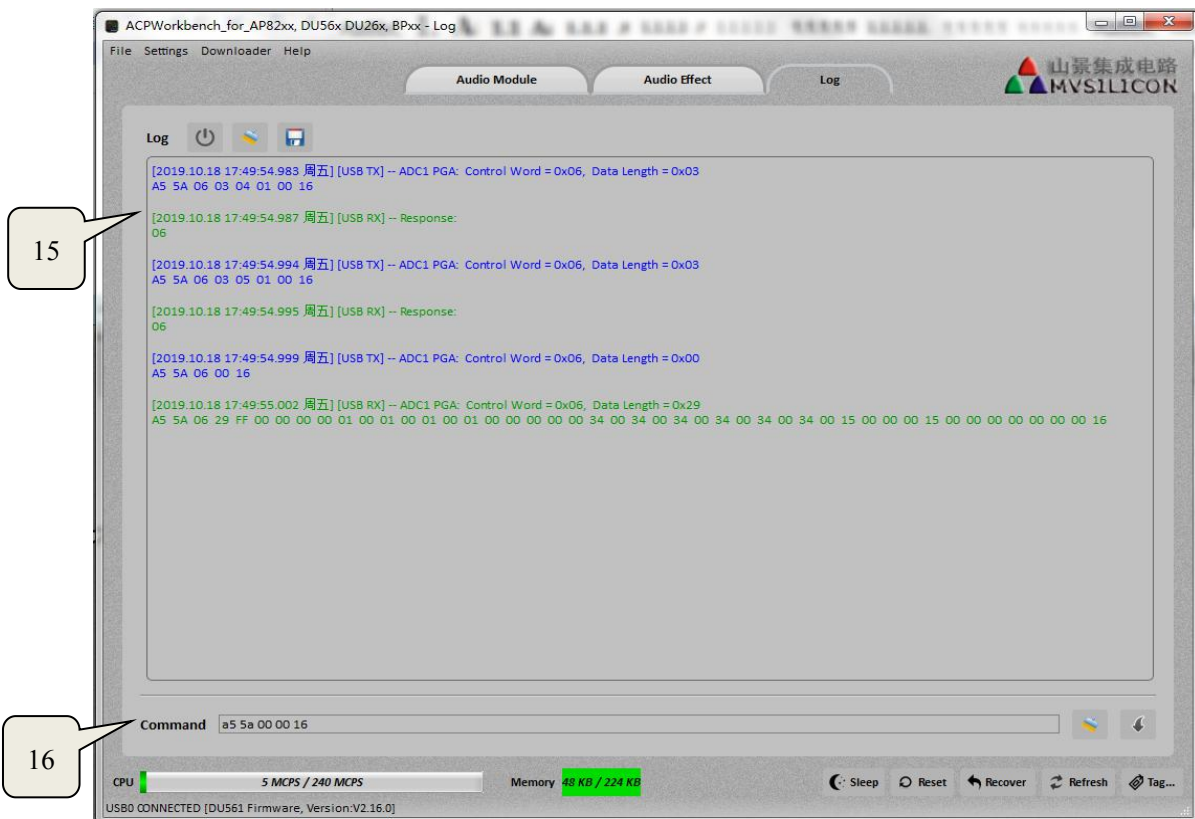 ACPWorkbench_for_AP82xx, DU56x DU26x, BPxx - Log
File Settings Downloader Help
Audio Module Audio Effect Log
山景集成电路
MVSILICON
Log
[2019.10.18 17:49:54.983 周五] [USB TX] -- ADC1 PGA: Control Word = 0x06, Data Length = 0x03
A5 5A 06 03 04 01 00 16
15
[2019.10.18 17:49:54.987 周五] [USB RX] -- Response:
06
[2019.10.18 17:49:54.994 周五] [USB TX] -- ADC1 PGA: Control Word = 0x06, Data Length = 0x03
A5 5A 06 03 05 01 00 16
[2019.10.18 17:49:54.995 周五] [USB RX] -- Response:
06
[2019.10.18 17:49:54.999 周五] [USB TX] -- ADC1 PGA: Control Word = 0x06, Data Length = 0x00
A5 5A 06 00 16
[2019.10.18 17:49:55.002 周五] [USB RX] -- ADC1 PGA: Control Word = 0x06, Data Length = 0x29
A5 5A 06 29 FF 00 00 00 00 01 00 01 00 01 00 01 00 00 00 00 00 34 00 34 00 34 00 34 00 34 00 34 00 15 00 00 00 15 00 00 00 00 00 00 00 16
Command a5 5a 00 00 16
16
CPU 5 MCPS / 240 MCPS Memory 48 KB / 224 KB Sleep Reset Recover Refresh Tag...
USB0 CONNECTED [DU561 Firmware, Version:V2.16.0]